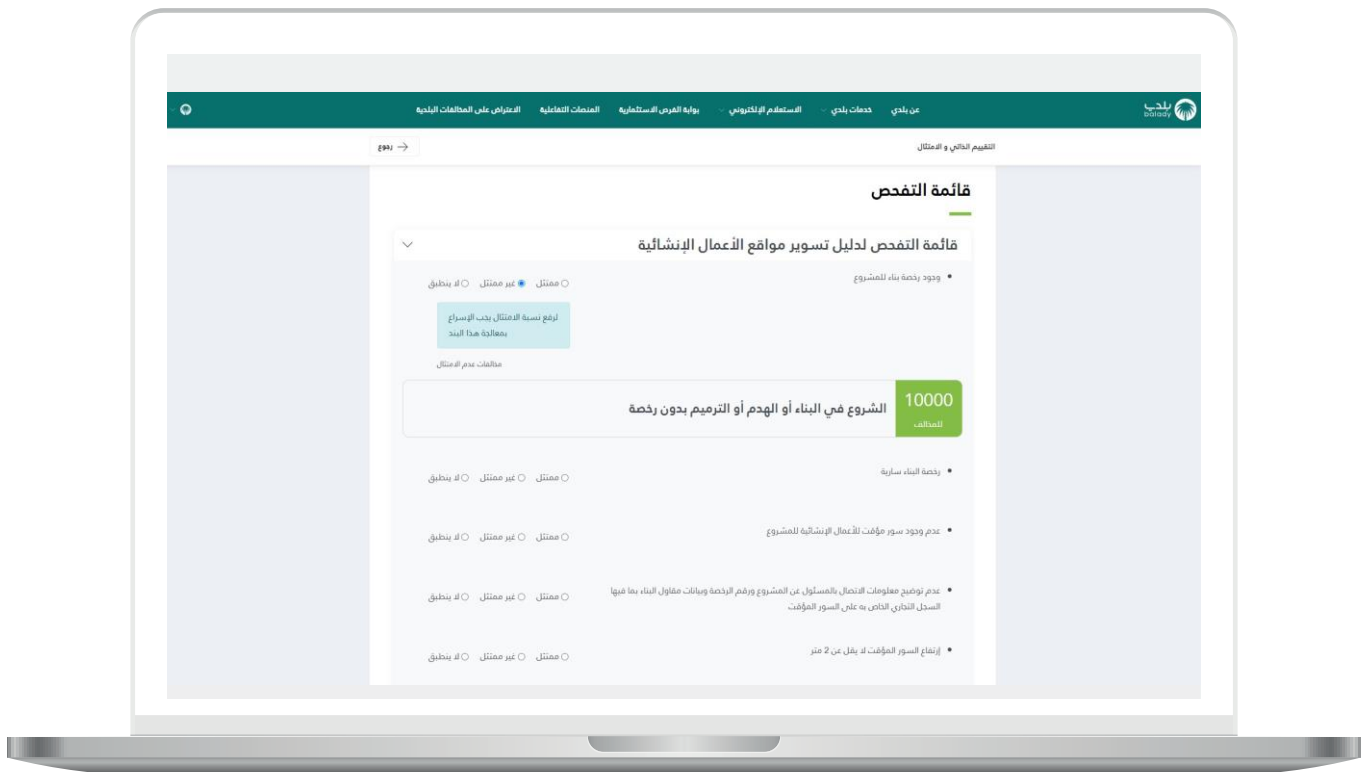 بلدي
balady
عن بلدي
خدمات بلدي
الاستعلام الإلكتروني
بوابة الفرص الاستثمارية
المنصات التفاعلية
الاعتراض على المخالفات البلدية
التقييم الذاتي و الامتثال
رجوع
قائمة التفحص
قائمة التفحص لدليل تسوير مواقع الأعمال الإنشائية
وجود رخصة بناء للمشروع
ممتثل غير ممتثل لا ينطبق
لرفع نسبة الامتثال يجب الإسراع
بمعالجة هذا البند
مخالفات عدم الامتثال
10000
للمخالف
الشروع في البناء أو الهدم أو الترميم بدون رخصة
رخصة البناء سارية
ممتثل غير ممتثل لا ينطبق
عدم وجود سور مؤقت للأعمال الإنشائية للمشروع
ممتثل غير ممتثل لا ينطبق
عدم توضيح معلومات الاتصال بالمسئول عن المشروع ورقم الرخصة وبيانات مقاول البناء بما فيها
السجل التجاري الخاص به على السور المؤقت
ممتثل غير ممتثل لا ينطبق
إرتفاع السور المؤقت لا يقل عن 2 متر
ممتثل غير ممتثل لا ينطبق